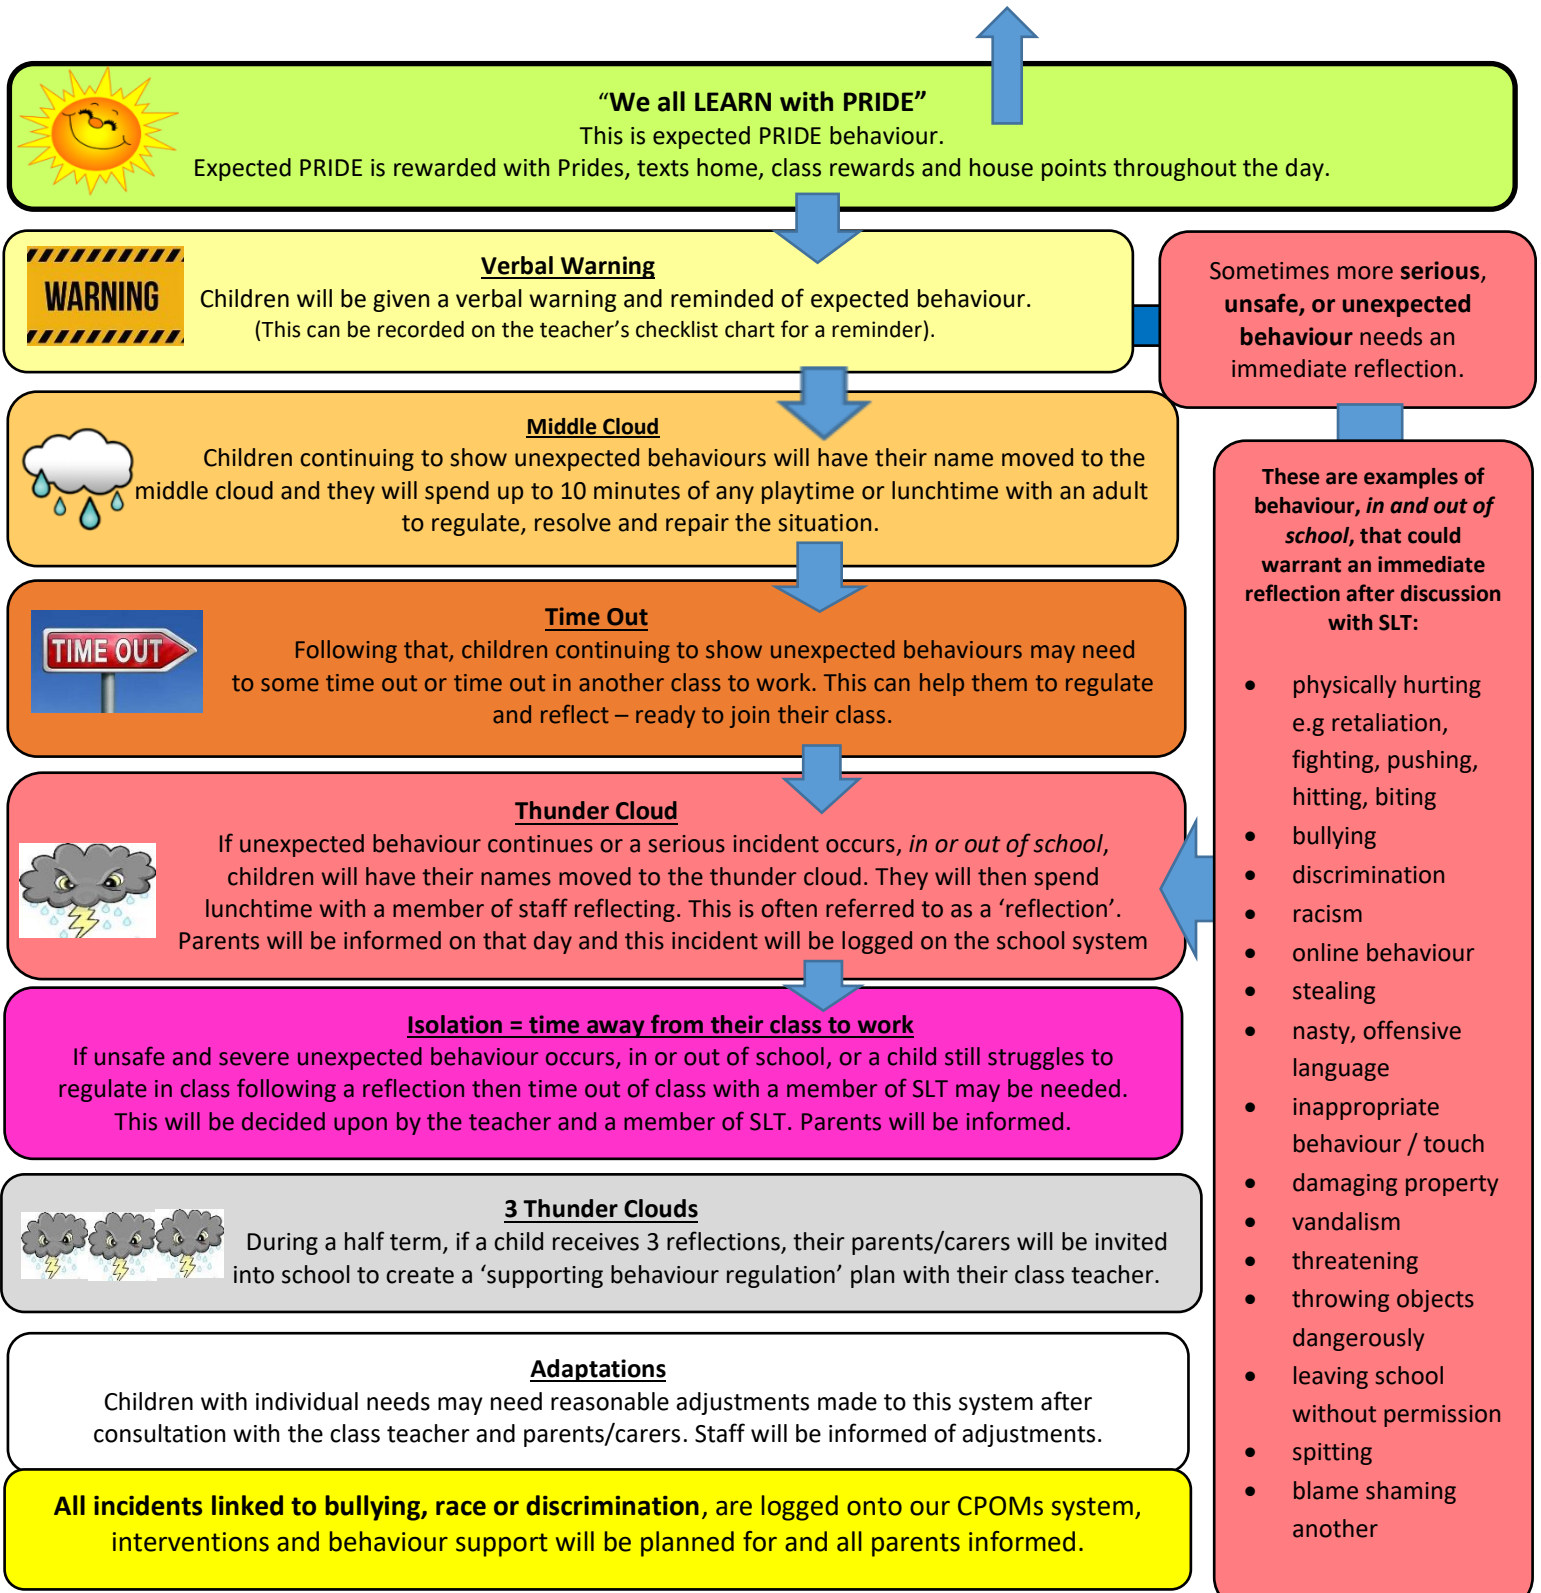 “We all LEARN with PRIDE”
This is expected PRIDE behaviour.
Expected PRIDE is rewarded with Prides, texts home, class rewards and house points throughout the day.
WARNING
Verbal Warning
Children will be given a verbal warning and reminded of expected behaviour.
(This can be recorded on the teacher’s checklist chart for a reminder).
Sometimes more serious,
unsafe, or unexpected
behaviour needs an
immediate reflection.
Middle Cloud
Children continuing to show unexpected behaviours will have their name moved to the
middle cloud and they will spend up to 10 minutes of any playtime or lunchtime with an adult
to regulate, resolve and repair the situation.
TIME OUT
Time Out
Following that, children continuing to show unexpected behaviours may need
to some time out or time out in another class to work. This can help them to regulate
and reflect – ready to join their class.
Thunder Cloud
If unexpected behaviour continues or a serious incident occurs, in or out of school,
children will have their names moved to the thunder cloud. They will then spend
lunchtime with a member of staff reflecting. This is often referred to as a ‘reflection’.
Parents will be informed on that day and this incident will be logged on the school system
Isolation = time away from their class to work
If unsafe and severe unexpected behaviour occurs, in or out of school, or a child still struggles to
regulate in class following a reflection then time out of class with a member of SLT may be needed.
This will be decided upon by the teacher and a member of SLT. Parents will be informed.
3 Thunder Clouds
During a half term, if a child receives 3 reflections, their parents/carers will be invited
into school to create a ‘supporting behaviour regulation’ plan with their class teacher.
Adaptations
Children with individual needs may need reasonable adjustments made to this system after
consultation with the class teacher and parents/carers. Staff will be informed of adjustments.
All incidents linked to bullying, race or discrimination, are logged onto our CPOMs system,
interventions and behaviour support will be planned for and all parents informed.
These are examples of
behaviour, in and out of
school, that could
warrant an immediate
reflection after discussion
with SLT:
• physically hurting
e.g retaliation,
fighting, pushing,
hitting, biting
• bullying
• discrimination
• racism
• online behaviour
• stealing
• nasty, offensive
language
• inappropriate
behaviour / touch
• damaging property
• vandalism
• threatening
• throwing objects
dangerously
• leaving school
without permission
• spitting
• blame shaming
another